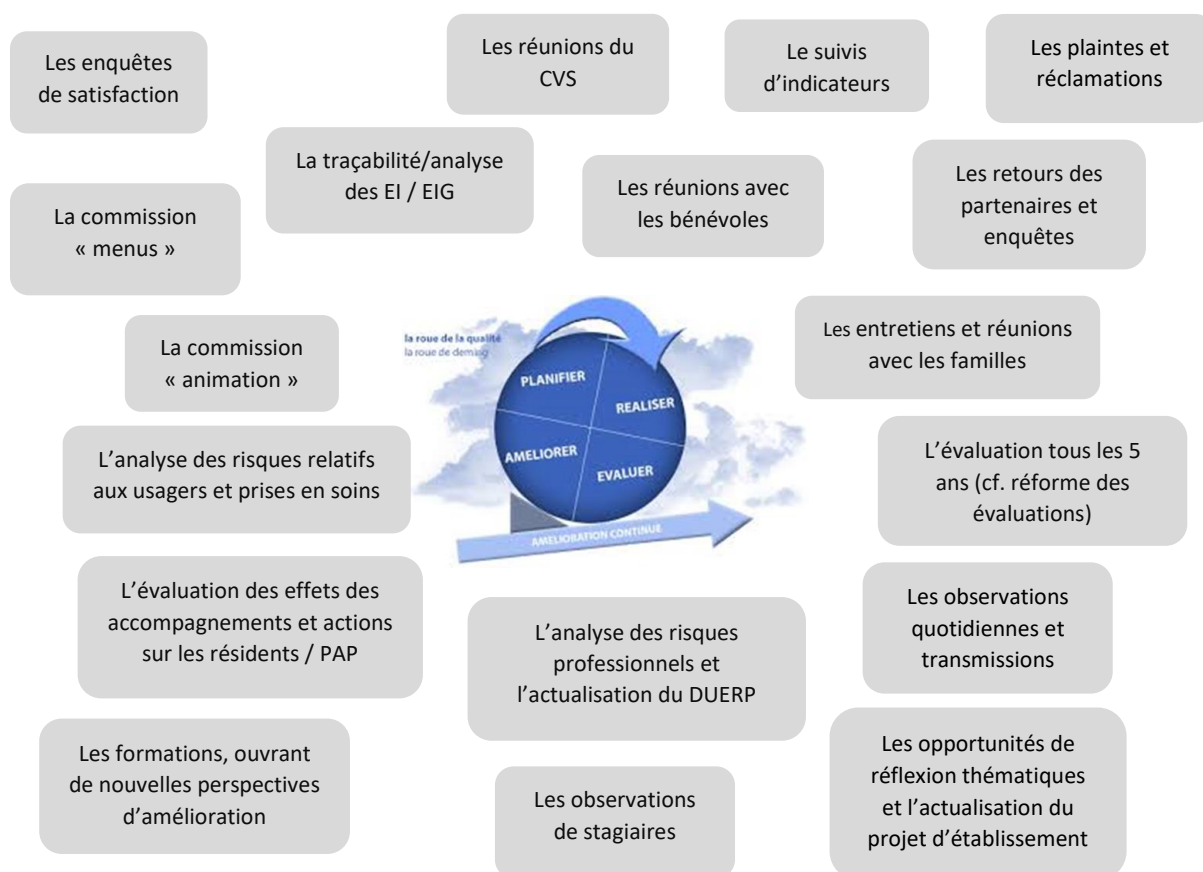 Les enquêtes
de satisfaction
Les réunions du
CVS
Le suivis
d’indicateurs
Les plaintes et
réclamations
La traçabilité/analyse
des EI / EIG
Les réunions avec
les bénévoles
Les retours des
partenaires et
enquêtes
La commission
« menus »
la roue de la qualité
la roue de deming
PLANIFIER
REALISER
AMELIORER
EVALUER
AMELIORATION CONTINUE
Les entretiens et réunions
avec les familles
La commission
« animation »
L’analyse des risques relatifs
aux usagers et prises en soins
L’évaluation tous les 5
ans (cf. réforme des
évaluations)
L’évaluation des effets des
accompagnements et actions
sur les résidents / PAP
L’analyse des risques
professionnels et
l’actualisation du DUERP
Les observations
quotidiennes et
transmissions
Les formations, ouvrant
de nouvelles perspectives
d’amélioration
Les observations
de stagiaires
Les opportunités de
réflexion thématiques
et l’actualisation du
projet d’établissement